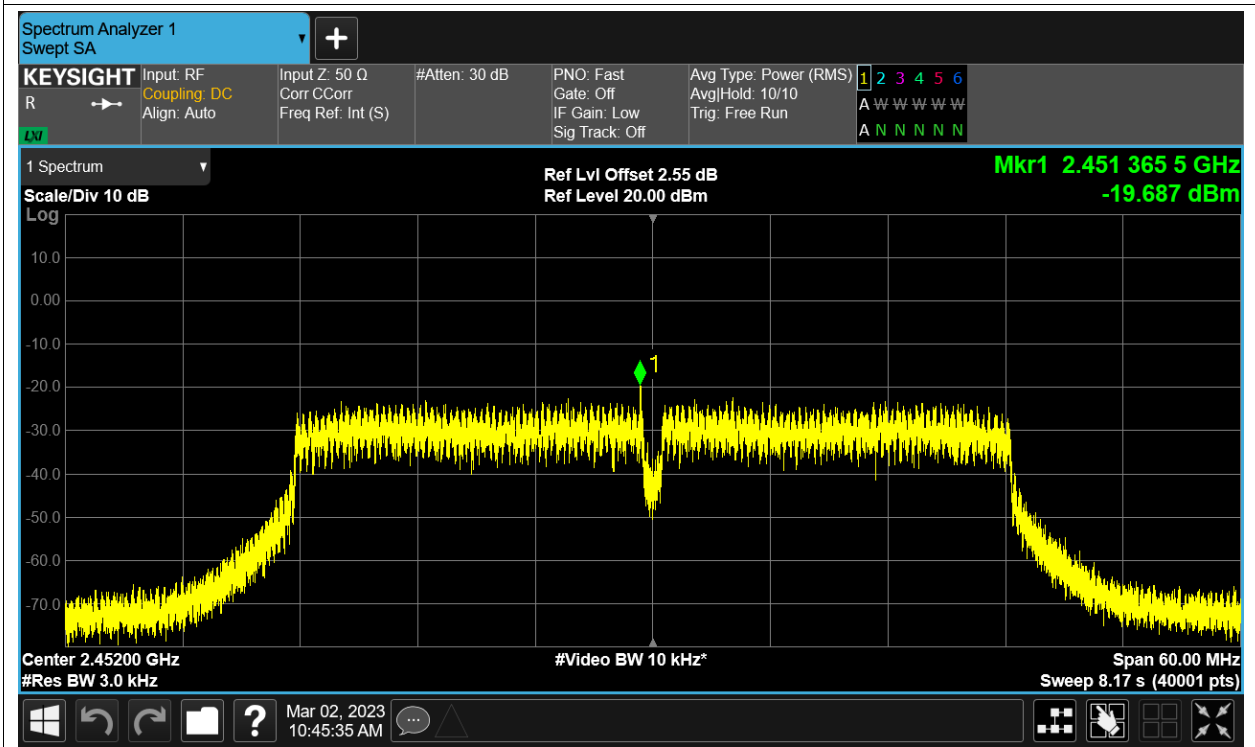 Spectrum Analyzer 1
Swept SA
+
KEYSIGHT Input: RF Input Z: 50 Ω #Atten: 30 dB PNO: Fast Avg Type: Power (RMS) 1 2 3 4 5 6
R Coupling: DC Corr CCorr Gate: Off Avg|Hold: 10/10 A W W W W W
Align: Auto Freq Ref: Int (S) IF Gain: Low Trig: Free Run
LXI Sig Track: Off A N N N N N
1 Spectrum Ref Lvl Offset 2.55 dB Mkr1 2.451 365 5 GHz
Scale/Div 10 dB Ref Level 20.00 dBm -19.687 dBm
Log
10.0
0.00
-10.0
1
-20.0
-30.0
-40.0
-50.0
-60.0
-70.0
Center 2.45200 GHz #Video BW 10 kHz* Span 60.00 MHz
#Res BW 3.0 kHz Sweep 8.17 s (40001 pts)
? Mar 02, 2023
10:45:35 AM